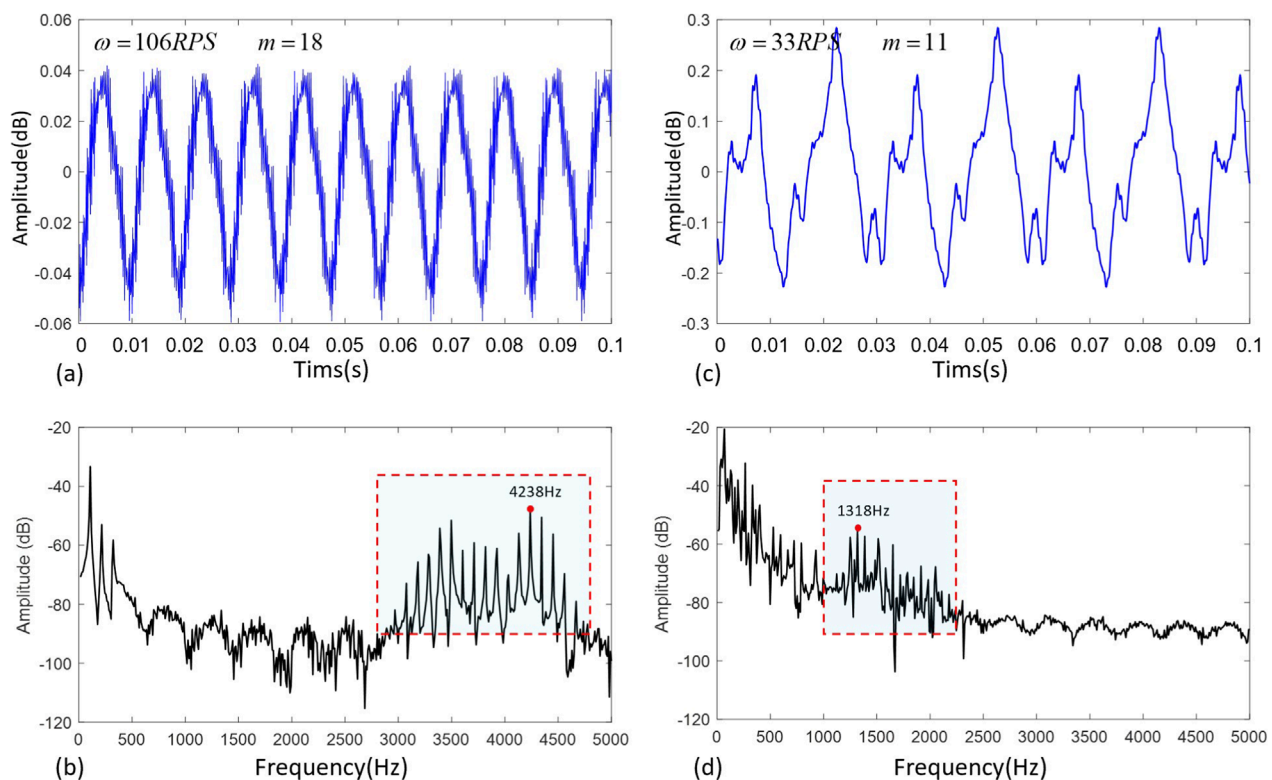 ω = 106RPS m = 18
Amplitude(dB)
0.06
0.04
0.02
0
-0.02
-0.04
-0.06
0 0.01 0.02 0.03 0.04 0.05 0.06 0.07 0.08 0.09 0.1
Tims(s)
(a)
ω = 33RPS m = 11
Amplitude(dB)
0.3
0.2
0.1
0
-0.1
-0.2
-0.3
0 0.01 0.02 0.03 0.04 0.05 0.06 0.07 0.08 0.09 0.1
Tims(s)
(c)
Amplitude (dB)
-20
-40
-60
-80
-100
-120
4238Hz
0 500 1000 1500 2000 2500 3000 3500 4000 4500 5000
Frequency(Hz)
(b)
Amplitude (dB)
-20
-40
-60
-80
-100
-120
1318Hz
0 500 1000 1500 2000 2500 3000 3500 4000 4500 5000
Frequency(Hz)
(d)